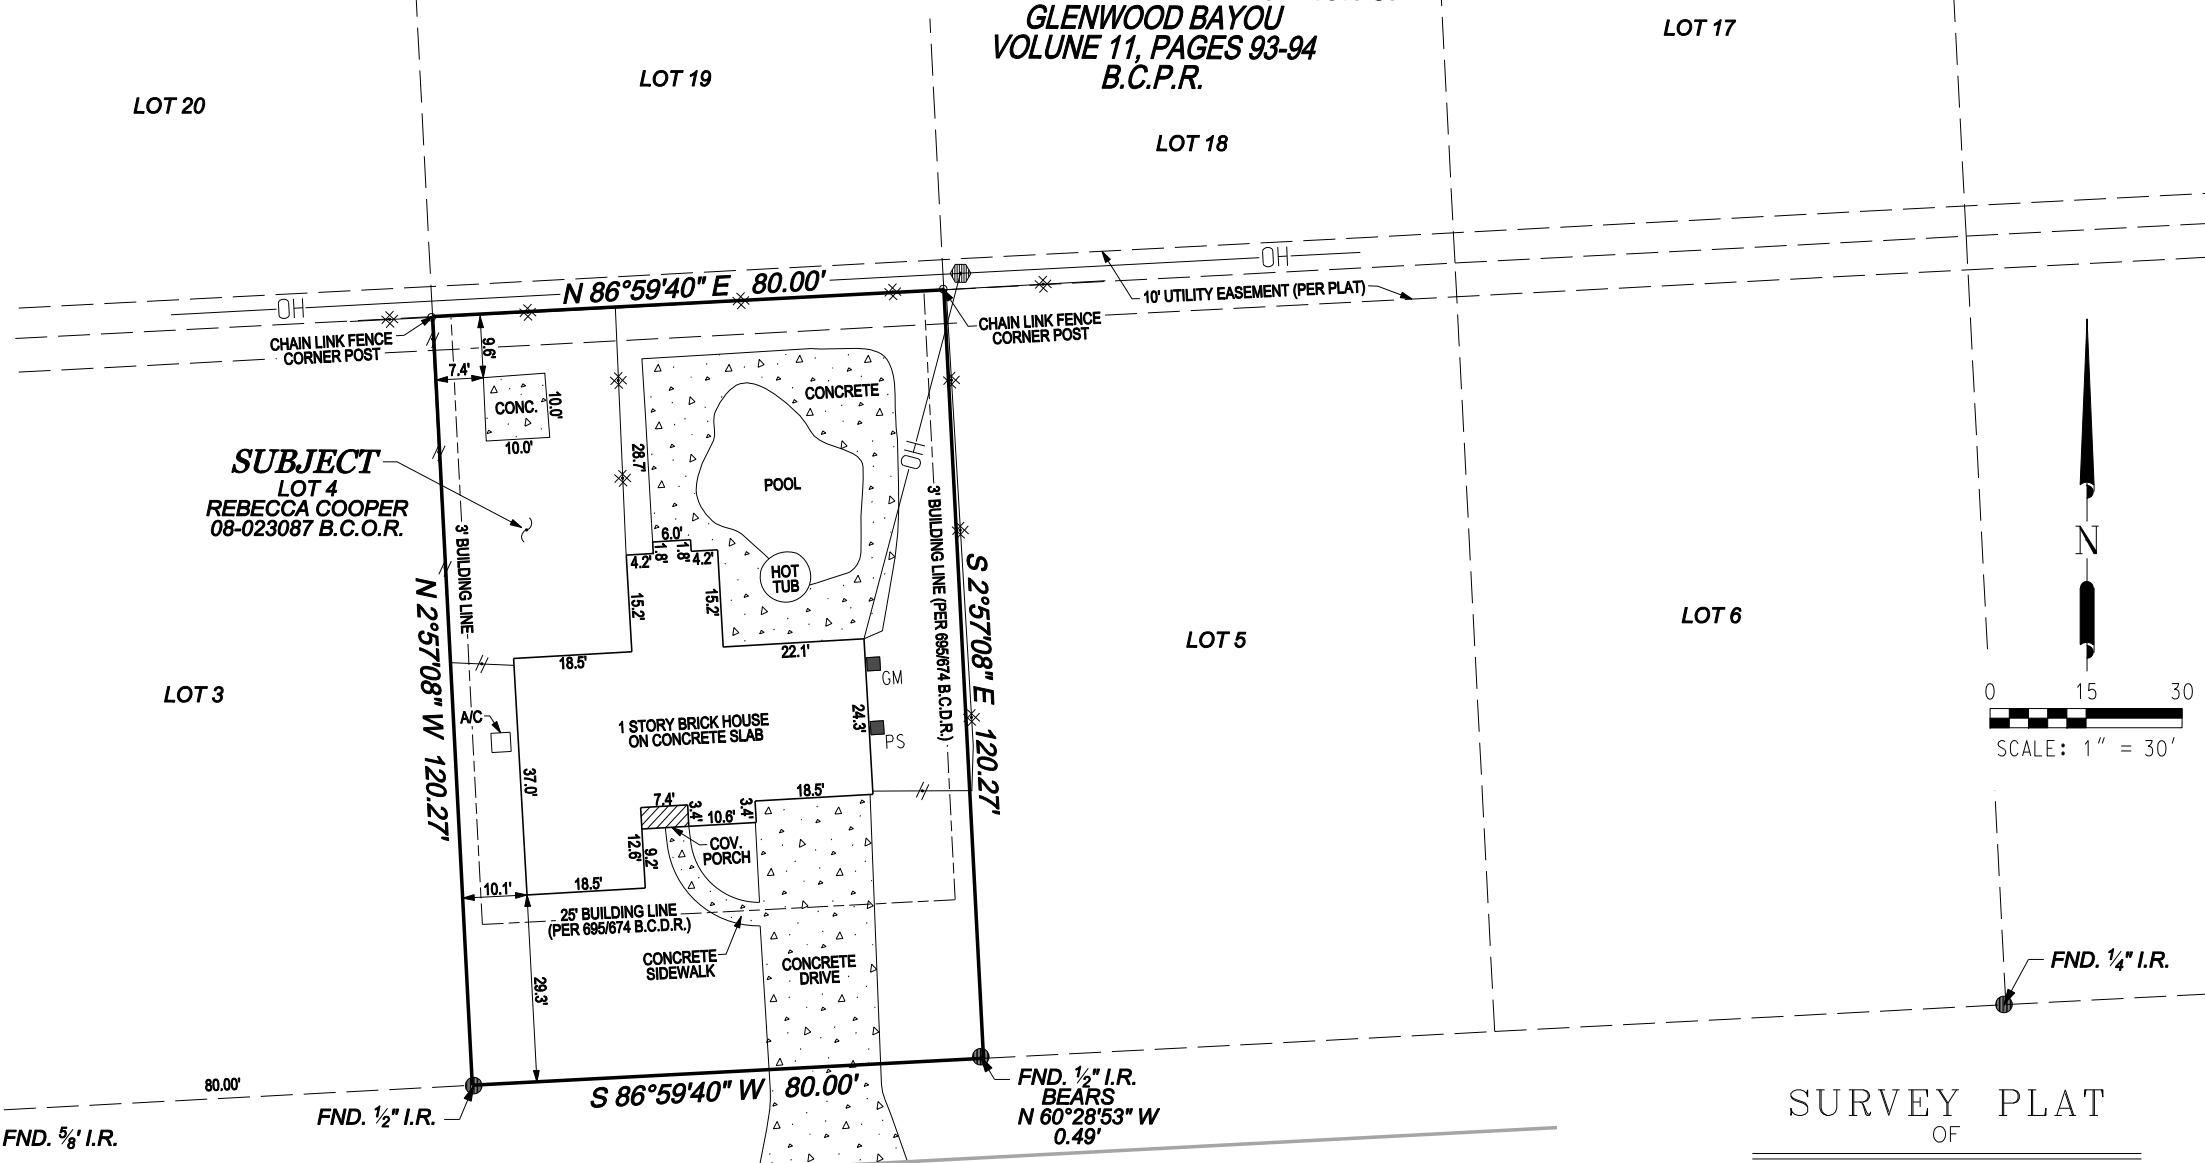 GLENWOOD BAYOU
VOLUNE 11, PAGES 93-94
B.C.P.R.
LOT 17
LOT 19
LOT 20
LOT 18
OH
N 86°59'40" E 80.00'
OH
10' UTILITY EASEMENT (PER PLAT)
CHAIN LINK FENCE
CORNER POST
CHAIN LINK FENCE
CORNER POST
9.6'
7.4'
CONC.
10.0'
10.0'
CONCRETE
OH
SUBJECT
LOT 4
REBECCA COOPER
08-023087 B.C.O.R.
28.7'
POOL
3' BUILDING LINE
3' BUILDING LINE (PER 695/674 B.C.D.R.)
6.0'
1.8'
1.8'
4.2'
4.2'
HOT
TUB
15.2'
15.2'
N 2°57'08" W 120.27'
S 2°57'08" E 120.27'
N
LOT 6
LOT 5
18.5'
22.1'
GM
LOT 3
0 15 30
SCALE: 1" = 30'
A/C
1 STORY BRICK HOUSE
ON CONCRETE SLAB
24.3'
PS
37.0'
7.4'
3.4'
10.6'
3.4'
18.5'
12.6'
9.2'
COV.
PORCH
10.1'
18.5'
25' BUILDING LINE
(PER 695/674 B.C.D.R.)
CONCRETE
SIDEWALK
CONCRETE
DRIVE
29.3'
FND. 1/4" I.R.
80.00'
S 86°59'40" W 80.00'
FND. 1/2" I.R.
FND. 5/8' I.R.
FND. 1/2" I.R.
BEARS
N 60°28'53" W
0.49'
SURVEY PLAT
OF